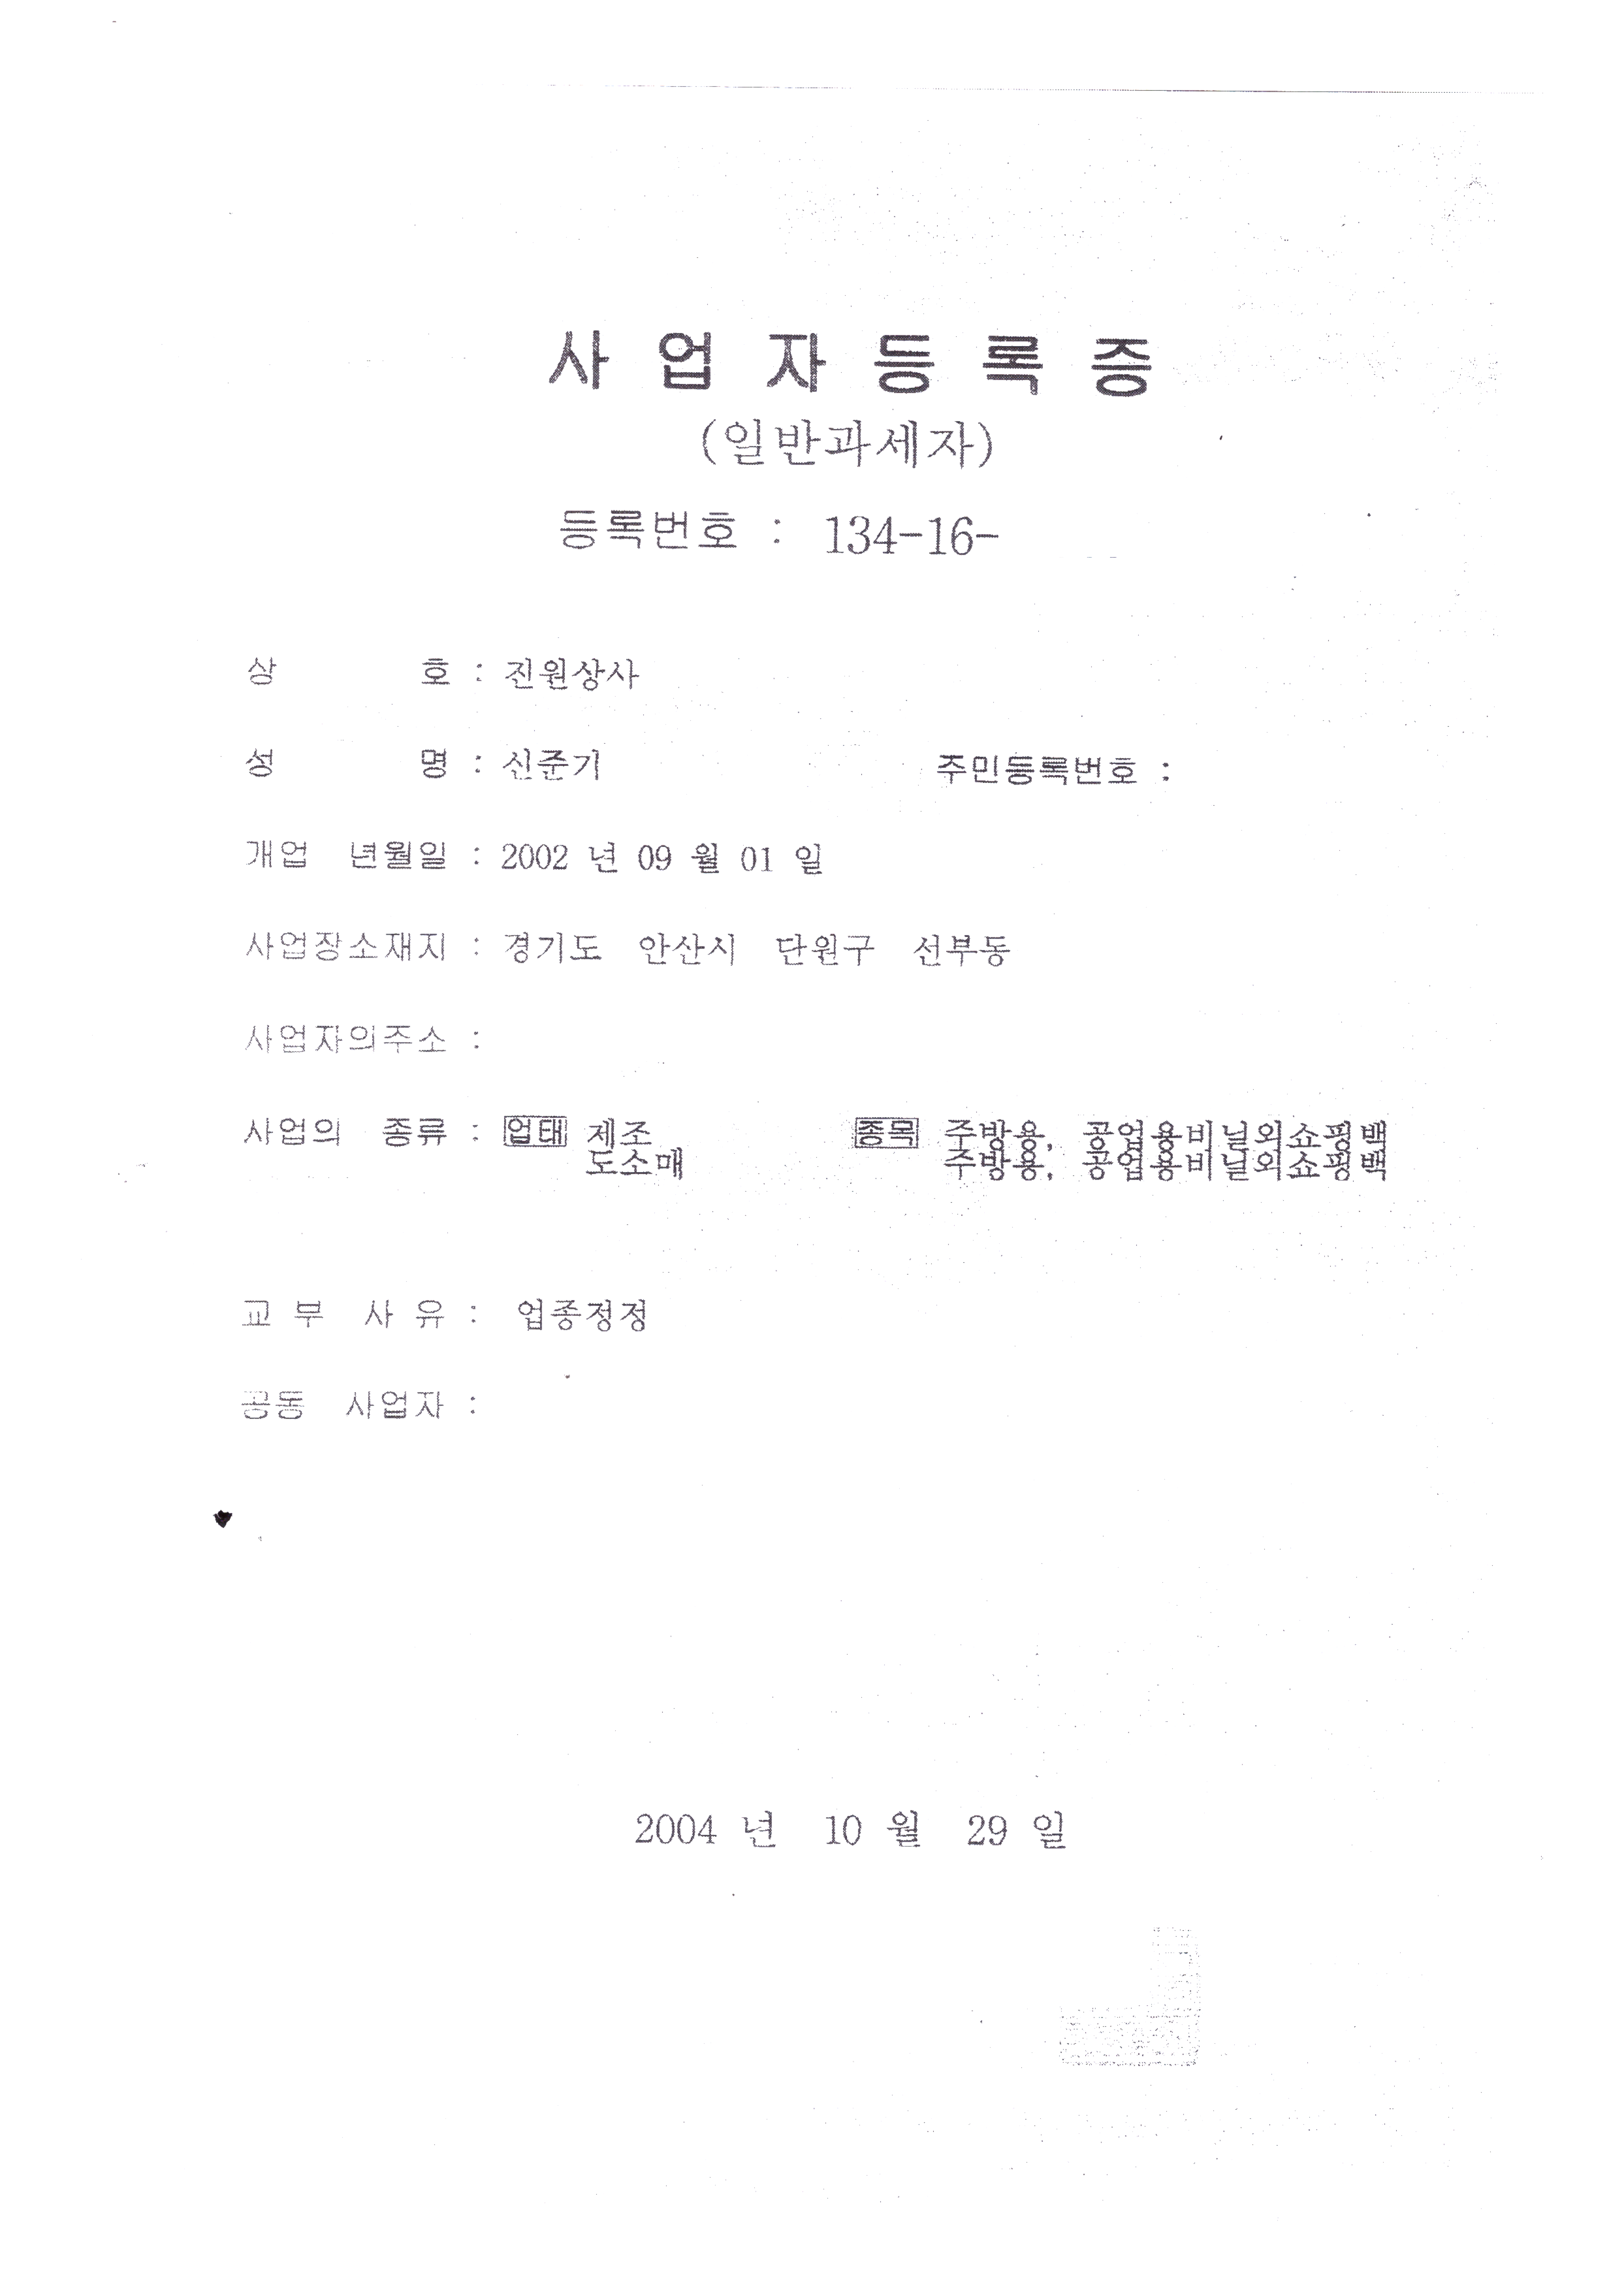 사 업 자 등 록 증
(일반과세자)
등록번호 : 134-16-
상 호 : 진원상사
성 명 : 신준기 주민등록번호 :
개업 년월일 : 2002 년 09 월 01 일
사업장소재지 : 경기도 안산시 단원구 선부동
사업자의주소 :
사업의 종류 : 업태 제조 종목 주방용, 공업용비닐외쇼핑백
도소매 주방용, 공업용비닐외쇼핑백
교 부 사 유 : 업종정정
공동 사업자 :
2004 년 10 월 29 일